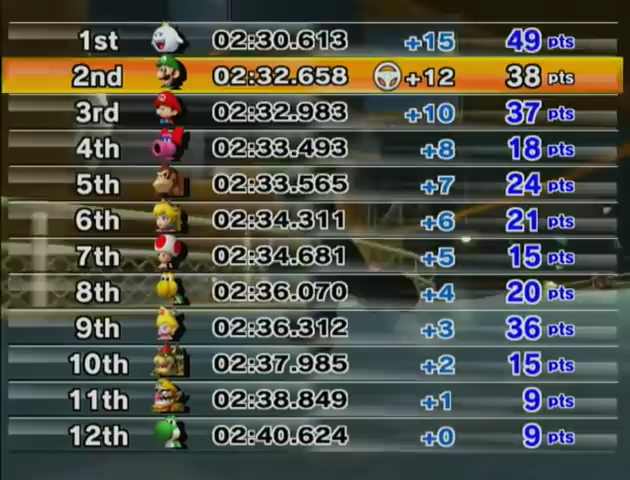 1st 02:30.613 +15 49 pts
2nd 02:32.658 +12 38 pts
3rd 02:32.983 +10 37 pts
4th 02:33.493 +8 18 pts
5th 02:33.565 +7 24 pts
6th 02:34.311 +6 21 pts
7th 02:34.681 +5 15 pts
8th 02:36.070 +4 20 pts
9th 02:36.312 +3 36 pts
10th 02:37.985 +2 15 pts
11th 02:38.849 +1 9 pts
12th 02:40.624 +0 9 pts